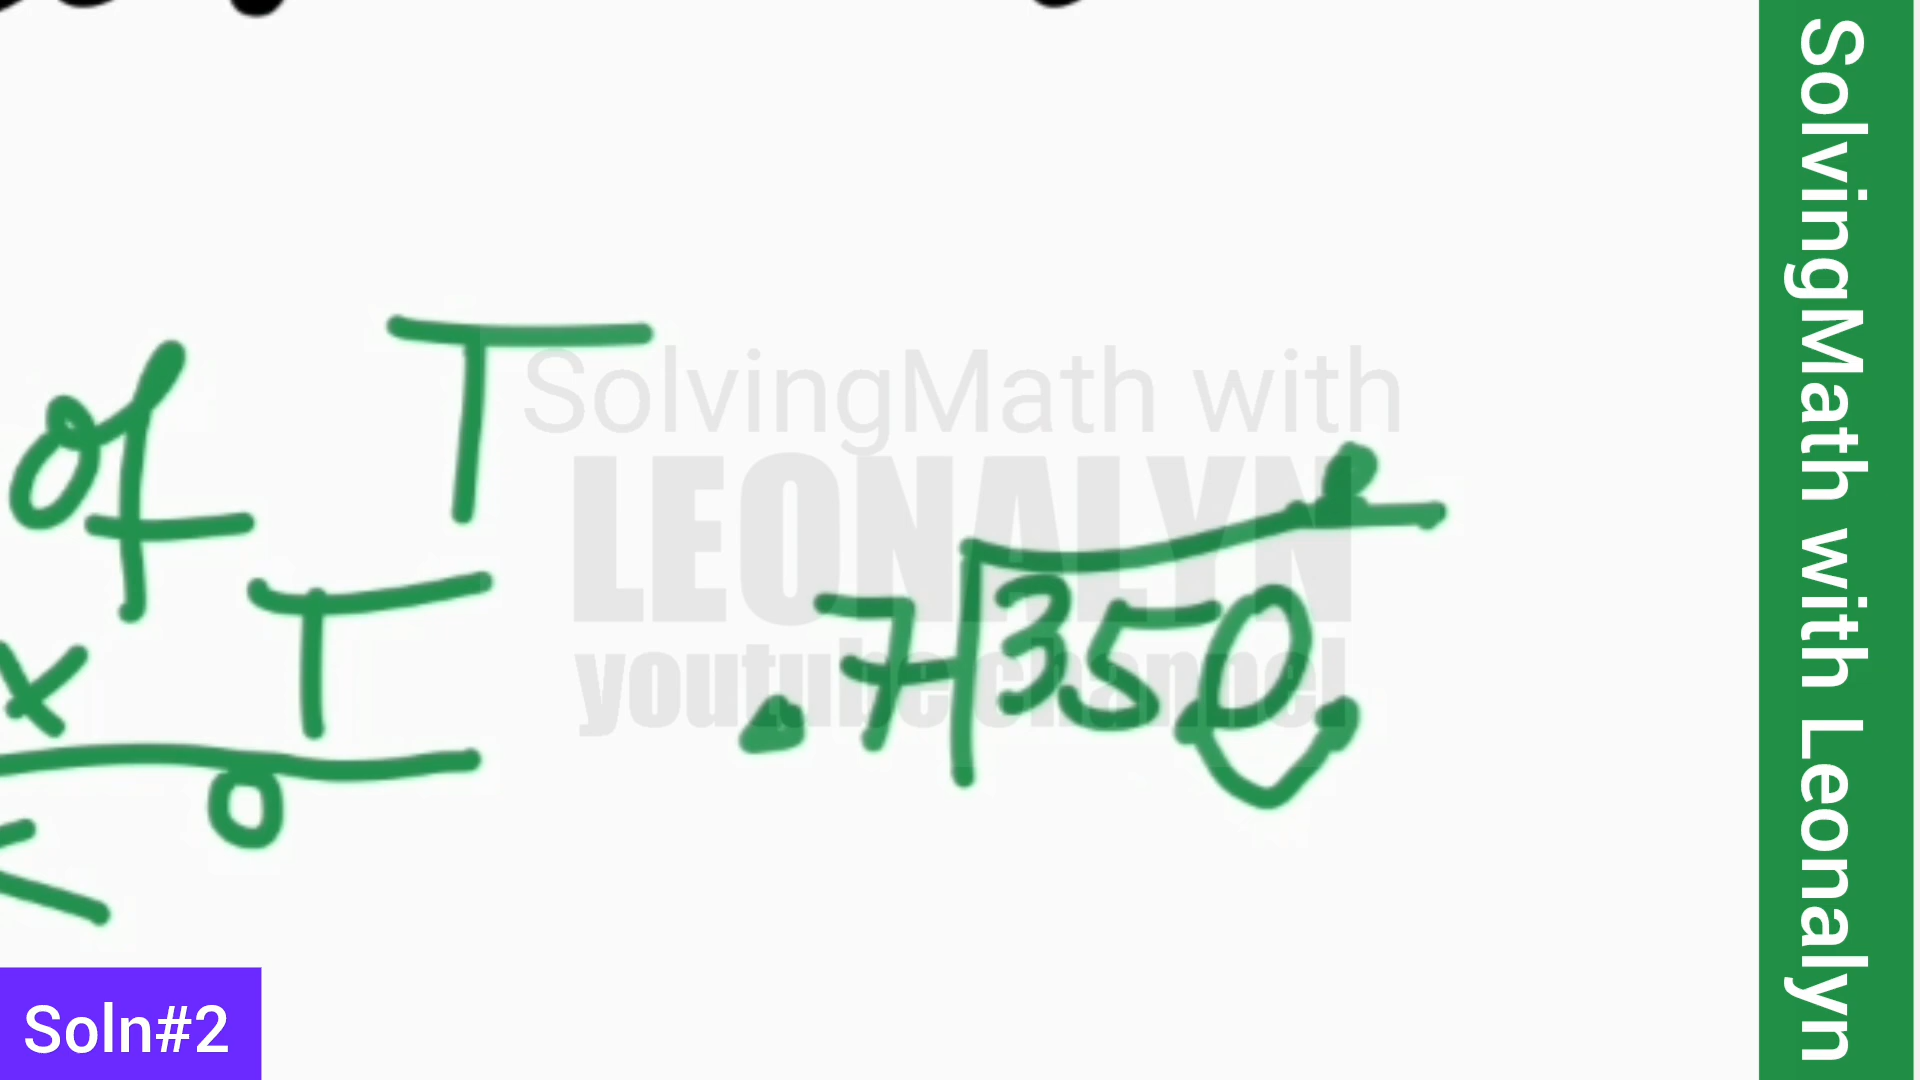 of T
x T
.7 350.
SolvingMath with
LEONALYN
youtube channel
Soln#2
SolvingMath with Leonalyn